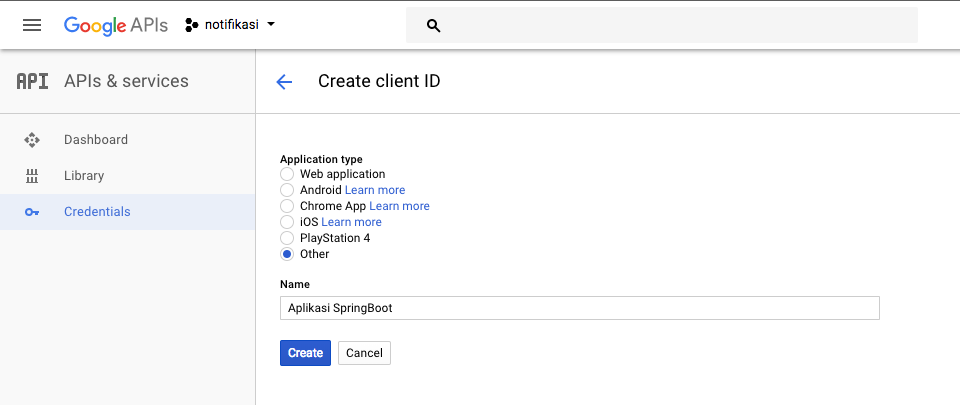 Google APIs
notifikasi
API APIs & services
Create client ID
Dashboard
Library
Credentials
Application type
Web application
Android Learn more
Chrome App Learn more
iOS Learn more
PlayStation 4
Other
Name
Aplikasi SpringBoot
Create Cancel